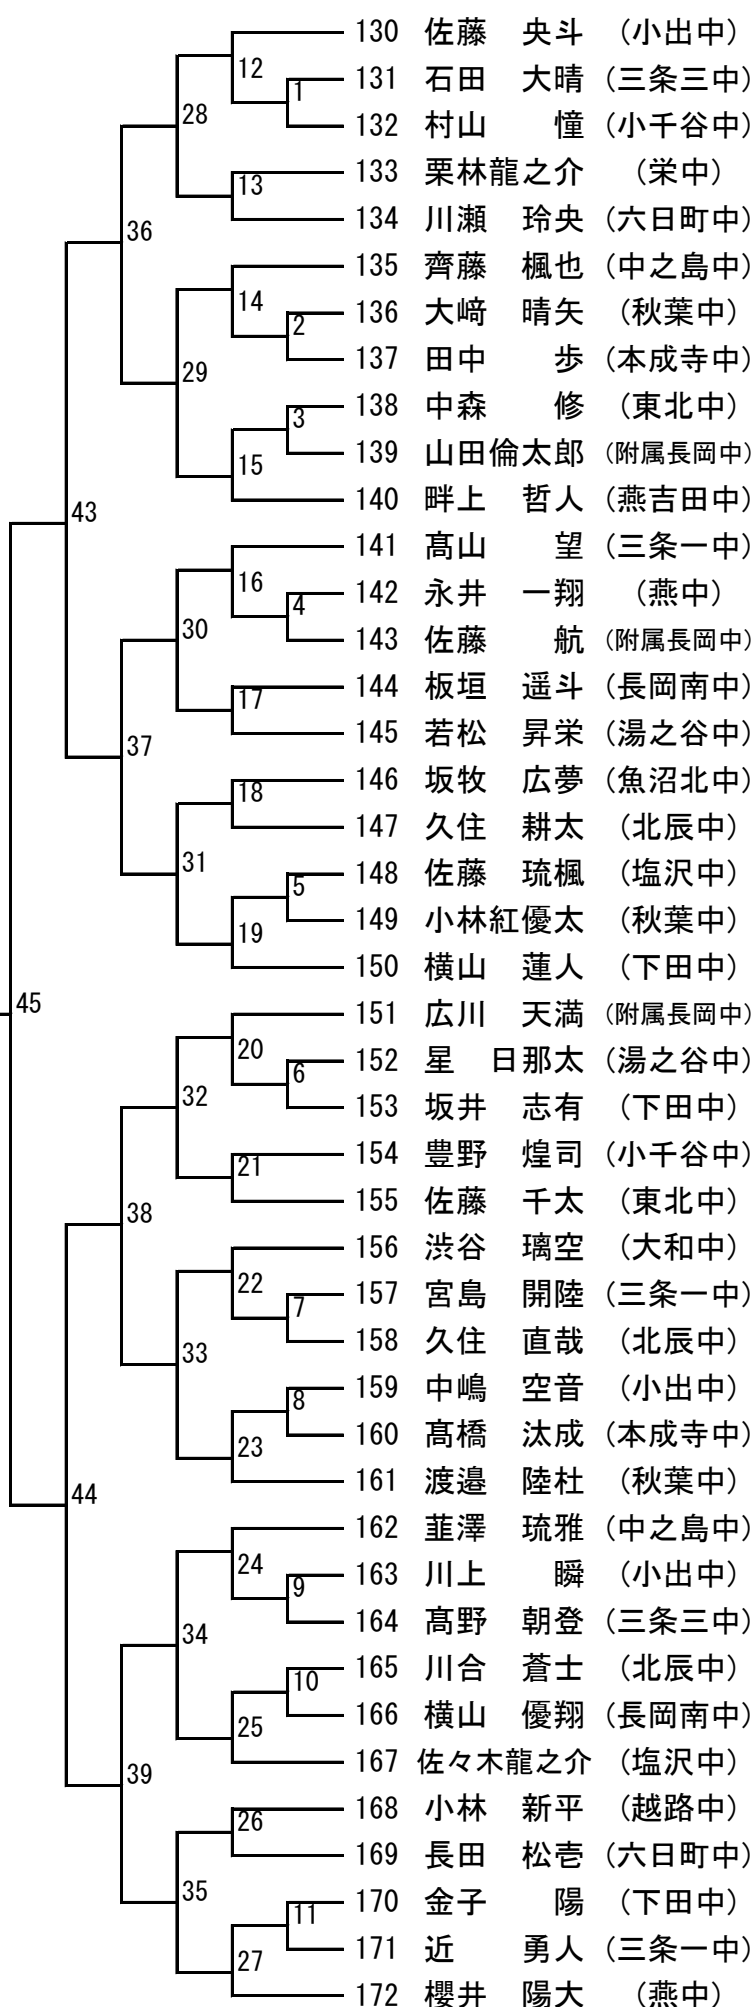 130 佐藤 央斗 (小出中)
12
1
131 石田 大晴 (三条三中)
28
132 村山 憧 (小千谷中)
133 栗林龍之介 (栄中)
13
134 川瀬 玲央 (六日町中)
36
135 齊藤 楓也 (中之島中)
14
136 大﨑 晴矢 (秋葉中)
2
137 田中 歩 (本成寺中)
29
138 中森 修 (東北中)
3
139 山田倫太郎 (附属長岡中)
15
140 畔上 哲人 (燕吉田中)
43
141 髙山 望 (三条一中)
16
142 永井 一翔 (燕中)
4
30
143 佐藤 航 (附属長岡中)
144 板垣 遥斗 (長岡南中)
17
145 若松 昇栄 (湯之谷中)
37
146 坂牧 広夢 (魚沼北中)
18
147 久住 耕太 (北辰中)
31
148 佐藤 琉楓 (塩沢中)
5
149 小林紅優太 (秋葉中)
19
150 横山 蓮人 (下田中)
45
151 広川 天満 (附属長岡中)
20
152 星 日那太 (湯之谷中)
6
32
153 坂井 志有 (下田中)
154 豊野 煌司 (小千谷中)
21
155 佐藤 千太 (東北中)
38
156 渋谷 璃空 (大和中)
22
157 宮島 開陸 (三条一中)
7
158 久住 直哉 (北辰中)
33
159 中嶋 空音 (小出中)
8
160 髙橋 汰成 (本成寺中)
23
161 渡邉 陸杜 (秋葉中)
44
162 韮澤 琉雅 (中之島中)
24
163 川上 瞬 (小出中)
9
164 髙野 朝登 (三条三中)
34
165 川合 蒼士 (北辰中)
10
166 横山 優翔 (長岡南中)
25
167 佐々木龍之介 (塩沢中)
39
168 小林 新平 (越路中)
26
169 長田 松壱 (六日町中)
35
170 金子 陽 (下田中)
11
171 近 勇人 (三条一中)
27
172 櫻井 陽大 (燕中)